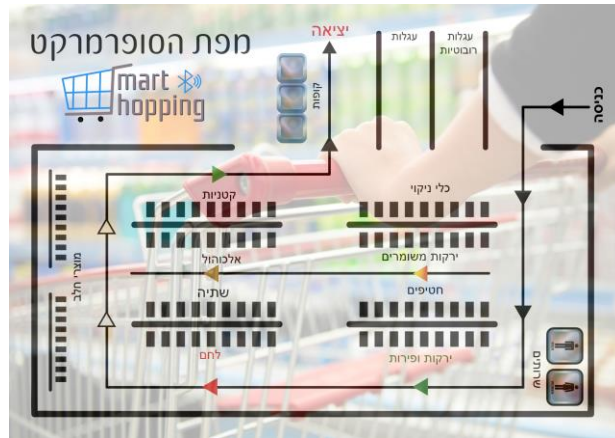 יציאה
עגלות
עגלות
רובוטיות
מפת הסופרמרקט
mart
hopping
קופות
כניסה
קטניות
כלי ניקוי
אלכוהול
ירקות משומרים
מוצרי חלב
שתיה
חטיפים
לחם
ירקות ופירות
שרותים